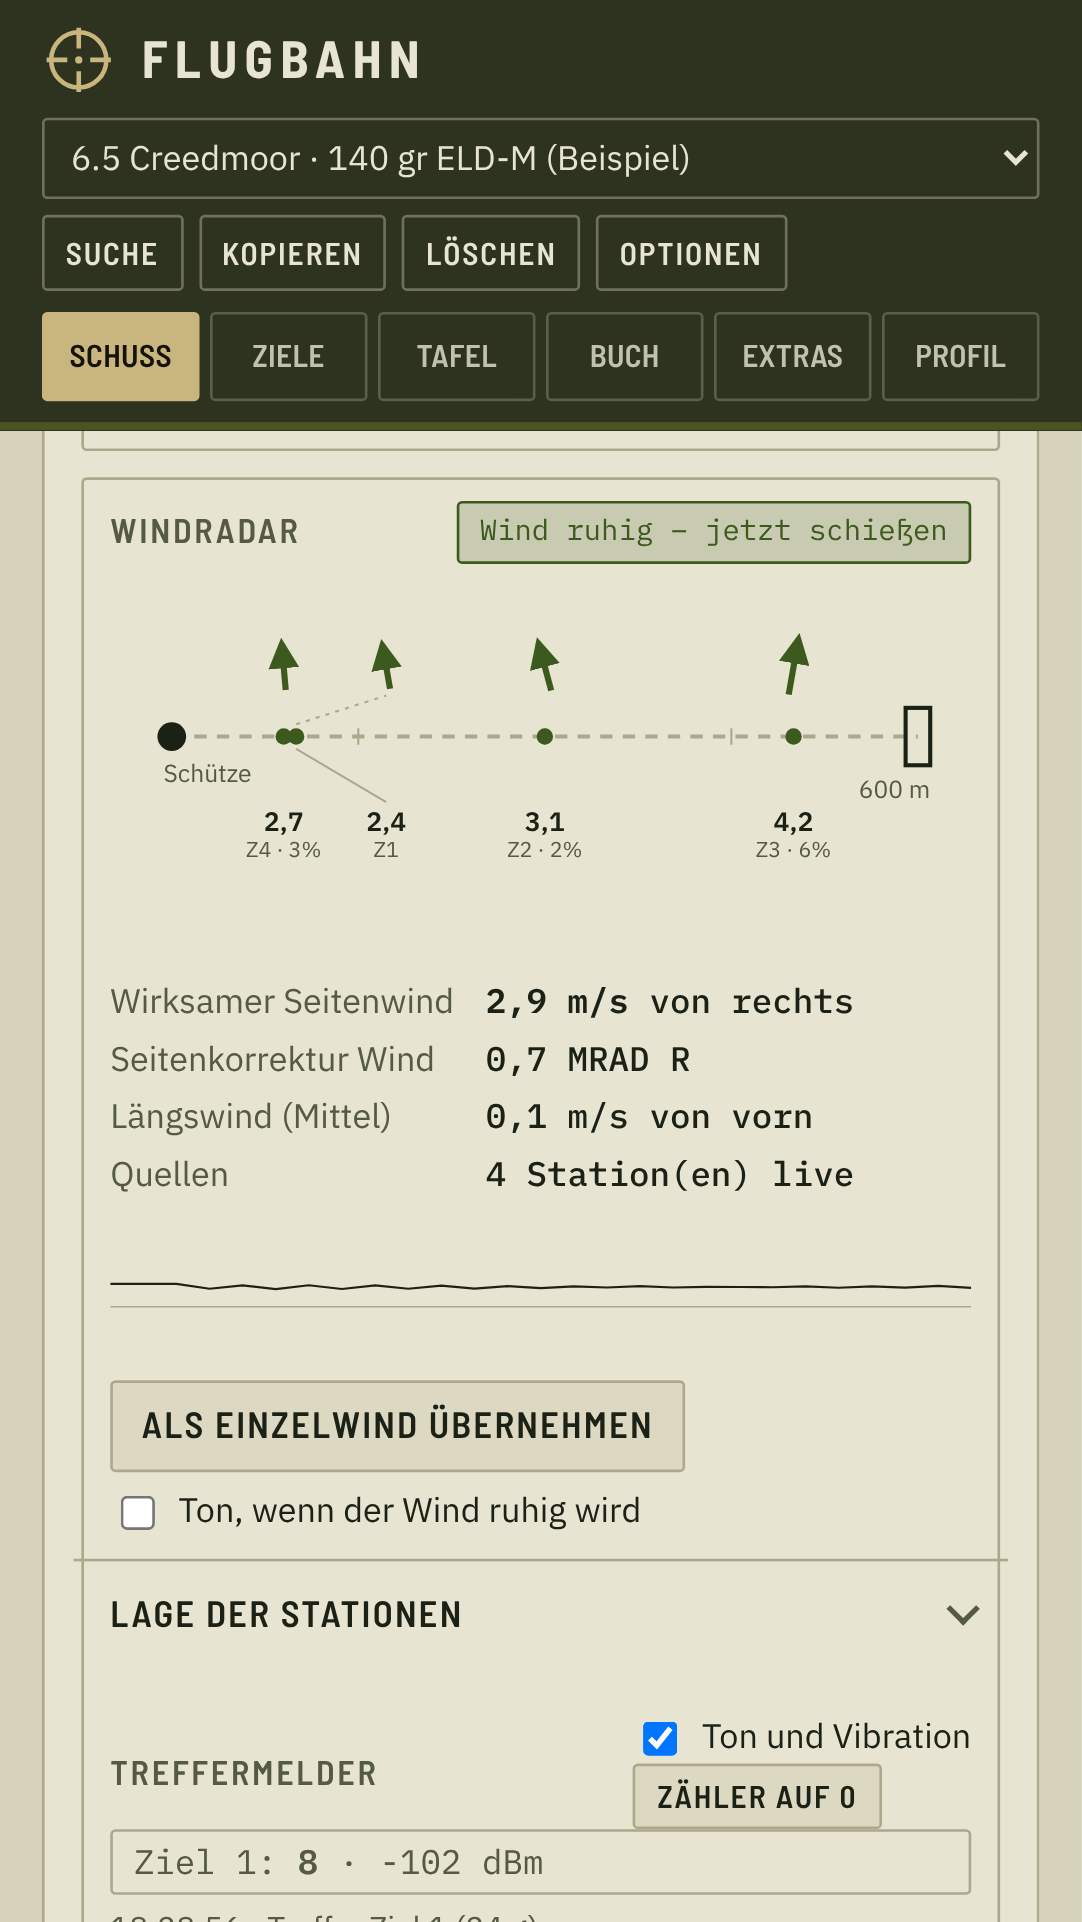 FLUGBAHN
6.5 Creedmoor · 140 gr ELD-M (Beispiel)
SUCHE KOPIEREN LÖSCHEN OPTIONEN
SCHUSS ZIELE TAFEL BUCH EXTRAS PROFIL
WINDRADAR Wind ruhig – jetzt schießen
Schütze
600 m
2,7 2,4 3,1 4,2
Z4 · 3% Z1 Z2 · 2% Z3 · 6%
Wirksamer Seitenwind 2,9 m/s von rechts
Seitenkorrektur Wind 0,7 MRAD R
Längswind (Mittel) 0,1 m/s von vorn
Quellen 4 Station(en) live
ALS EINZELWIND ÜBERNEHMEN
Ton, wenn der Wind ruhig wird
LAGE DER STATIONEN
Ton und Vibration
TREFFERMELDER
ZÄHLER AUF 0
Ziel 1: 8 · -102 dBm